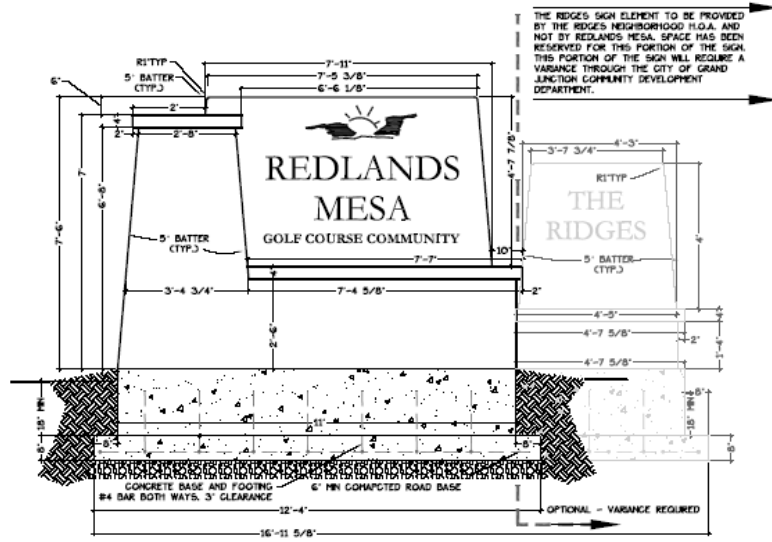 THE RIDGES SIGN ELEMENT TO BE PROVIDED
BY THE RIDGES NEIGHBORHOOD H.O.A. AND
NOT BY REDLANDS MESA. SPACE HAS BEEN
RESERVED FOR THIS PORTION OF THE SIGN.
THIS PORTION OF THE SIGN WILL REQUIRE A
VARIANCE THROUGH THE CITY OF GRAND
JUNCTION COMMUNITY DEVELOPMENT
DEPARTMENT.
R1"TYP
7'-11"
5° BATTER
(TYP.)
7'-5 3/8"
6"
6'-6 1/8"
2'
4"
2"
2'-8"
4'-3"
3'-7 3/4"
R1"TYP
REDLANDS
MESA
GOLF COURSE COMMUNITY
4'-7 7/8"
THE
RIDGES
7'
7'-6"
6'-8"
4'
5° BATTER
(TYP.)
10"
7'-7"
5° BATTER
(TYP.)
4"
3'-4 3/4"
7'-4 5/8"
2"
2'-6"
4'-5"
4"
4'-7 5/8"
2"
1'-4"
4'-7 5/8"
18" MIN
8"
11'
8"
8"
8"
18" MIN
8"
CONCRETE BASE AND FOOTING
#4 BAR BOTH WAYS, 3" CLEARANCE
6" MIN COMAPCTED ROAD BASE
12'-4"
OPTIONAL - VARIANCE REQUIRED
16'-11 5/8"